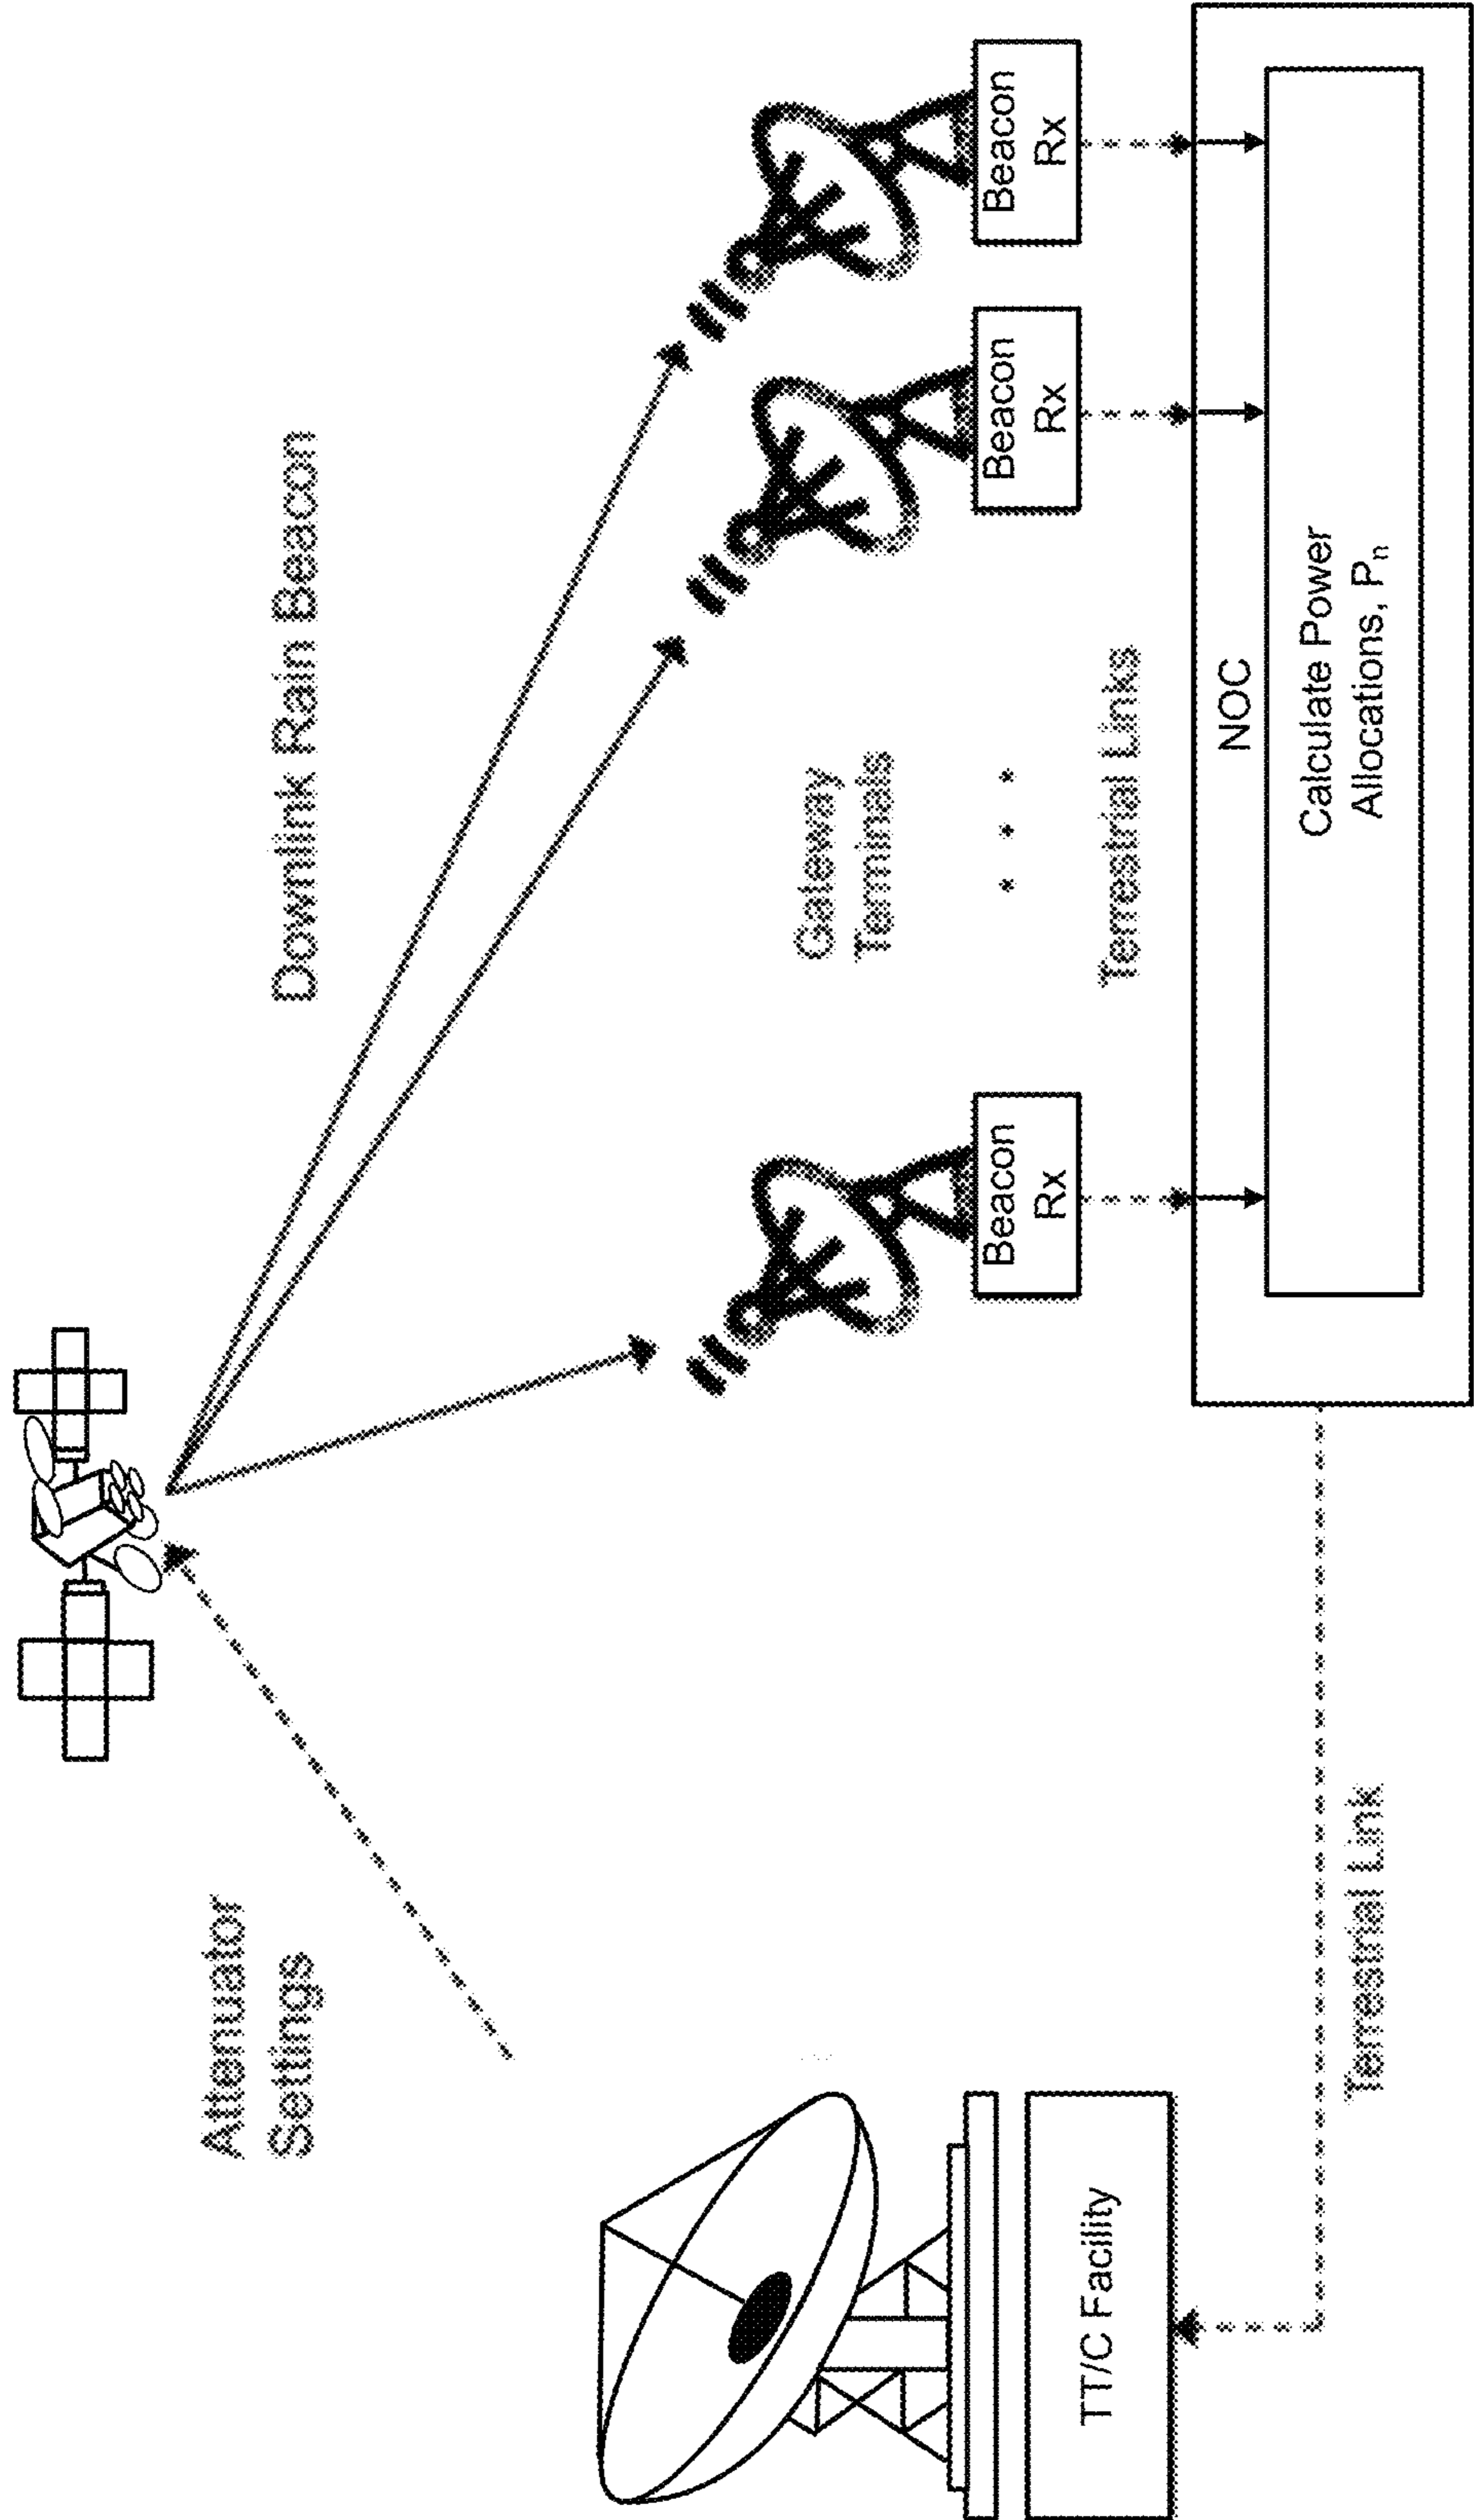 Attenuator
Settings
Downlink Rain Beacon
Gateway
Terminals
Beacon
Rx
Beacon
Rx
Beacon
Rx
Terrestrial Links
TT/C Facility
NOC
Calculate Power
Allocations, Pn
Terrestrial Link